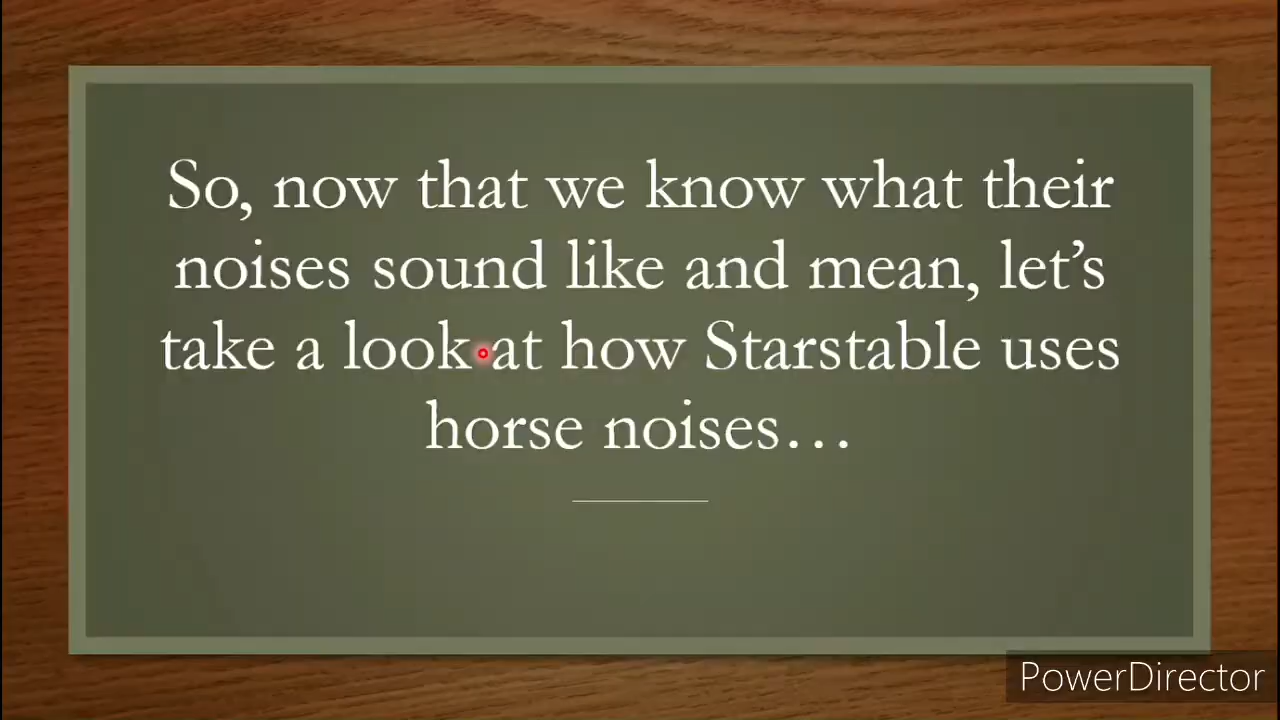 So, now that we know what their
noises sound like and mean, let’s
take a look at how Starstable uses
horse noises…
PowerDirector